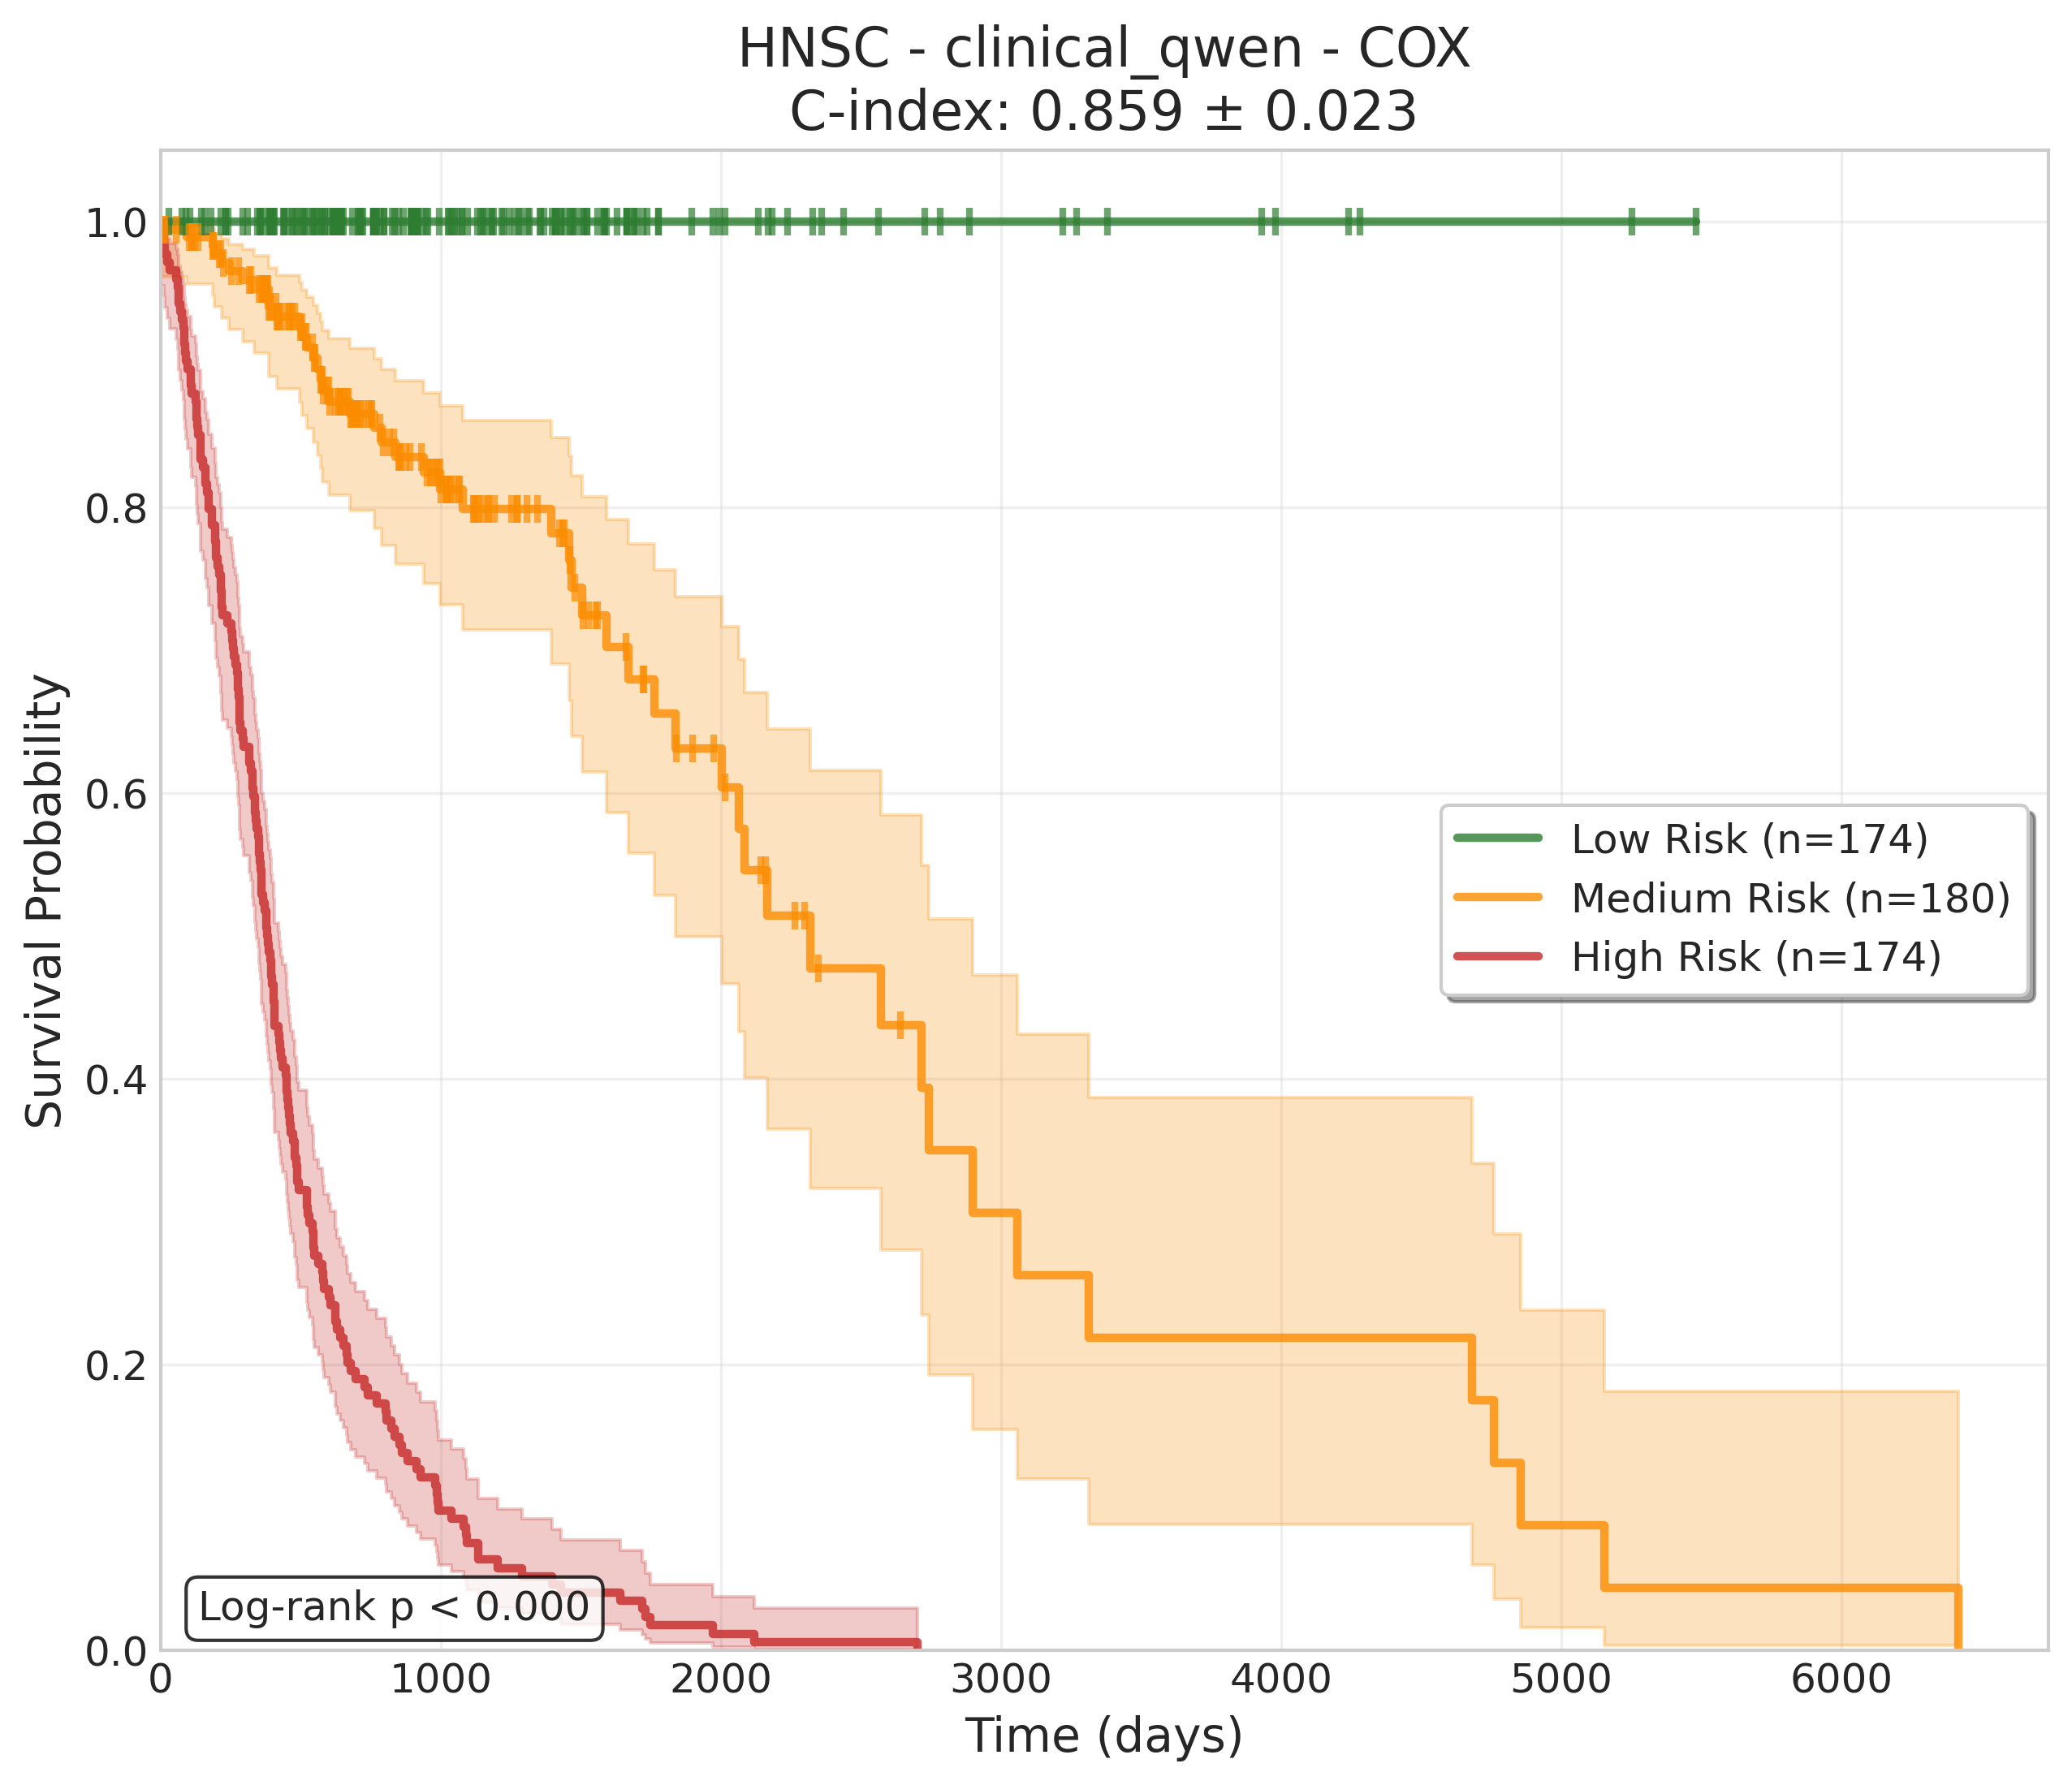 HNSC - clinical_qwen - COX
C-index: 0.859 ± 0.023
Survival Probability
1.0
0.8
0.6
0.4
0.2
0.0
Low Risk (n=174)
Medium Risk (n=180)
High Risk (n=174)
Log-rank p < 0.000
0 1000 2000 3000 4000 5000 6000
Time (days)